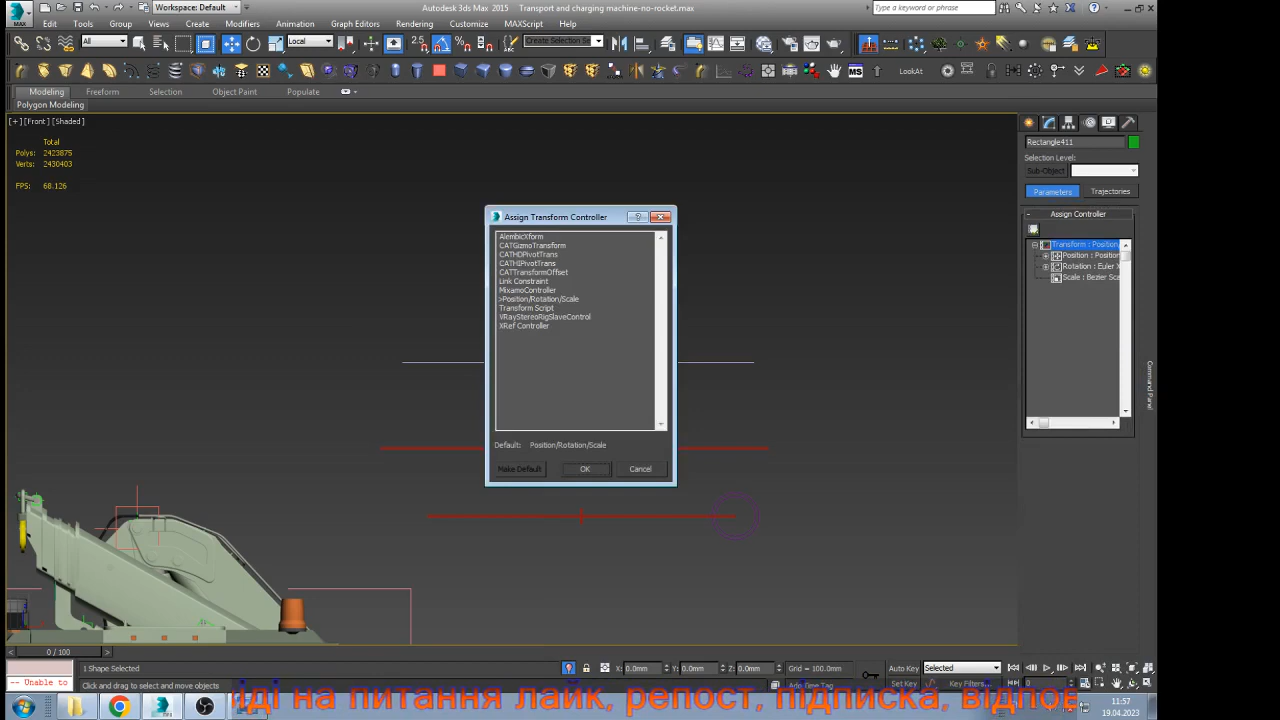 Workspace: Default
Autodesk 3ds Max 2015 Transport and charging machine-no-rocket.max
Type a keyword or phrase
MAX
Edit Tools Group Views Create Modifiers Animation Graph Editors Rendering Customize MAXScript Help
All
Local
Create Selection Se
MS
LookAt
Modeling Freeform Selection Object Paint Populate
Polygon Modeling
[+] [Front] [Shaded]
Total
Polys: 2423875
Verts: 2430403
FPS: 68.126
Rectangle411
Selection Level:
Sub-Object
Parameters Trajectories
- Assign Controller
Transform : Position
Position : Position
Rotation : Euler X
Scale : Bezier Sca
Command Panel
Assign Transform Controller
AlembicXform
CATGizmoTransform
CATHDPivotTrans
CATHIPivotTrans
CATTransformOffset
Link Constraint
MixamoController
>Position/Rotation/Scale
Transform Script
VRayStereoRigSlaveControl
XRef Controller
Default: Position/Rotation/Scale
Make Default OK Cancel
< 0 / 100 >
1 Shape Selected
X: 0.0mm Y: 0.0mm Z: 0.0mm Grid = 100.0mm
Auto Key Selected
-- Unable to
Click and drag to select and move objects
Add Time Tag
Set Key Key Filters... 0
іді на питання лайк, репост, підписка, відпов
11:57
19.04.2023